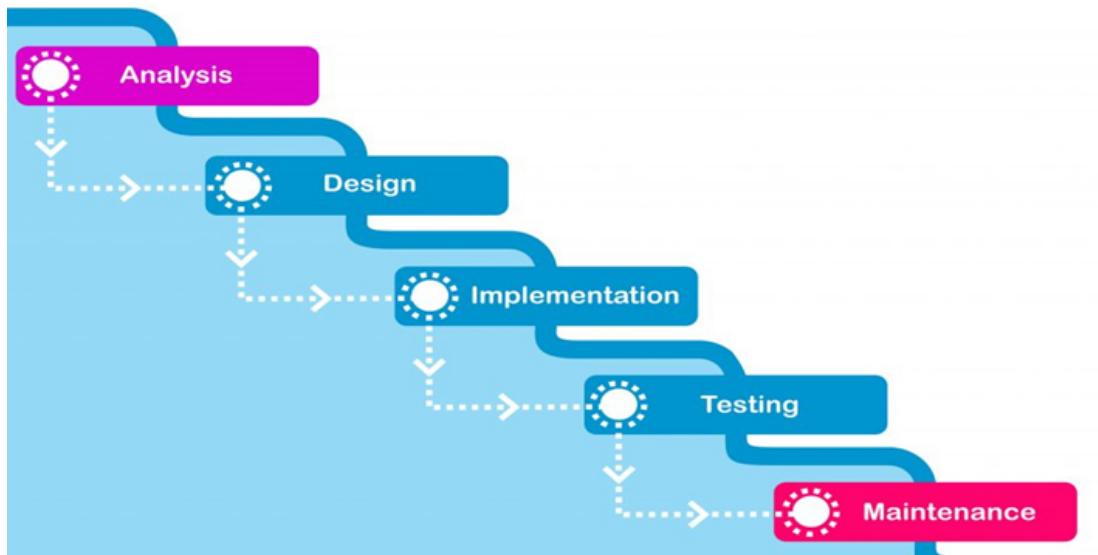 Analysis
Design
Implementation
Testing
Maintenance